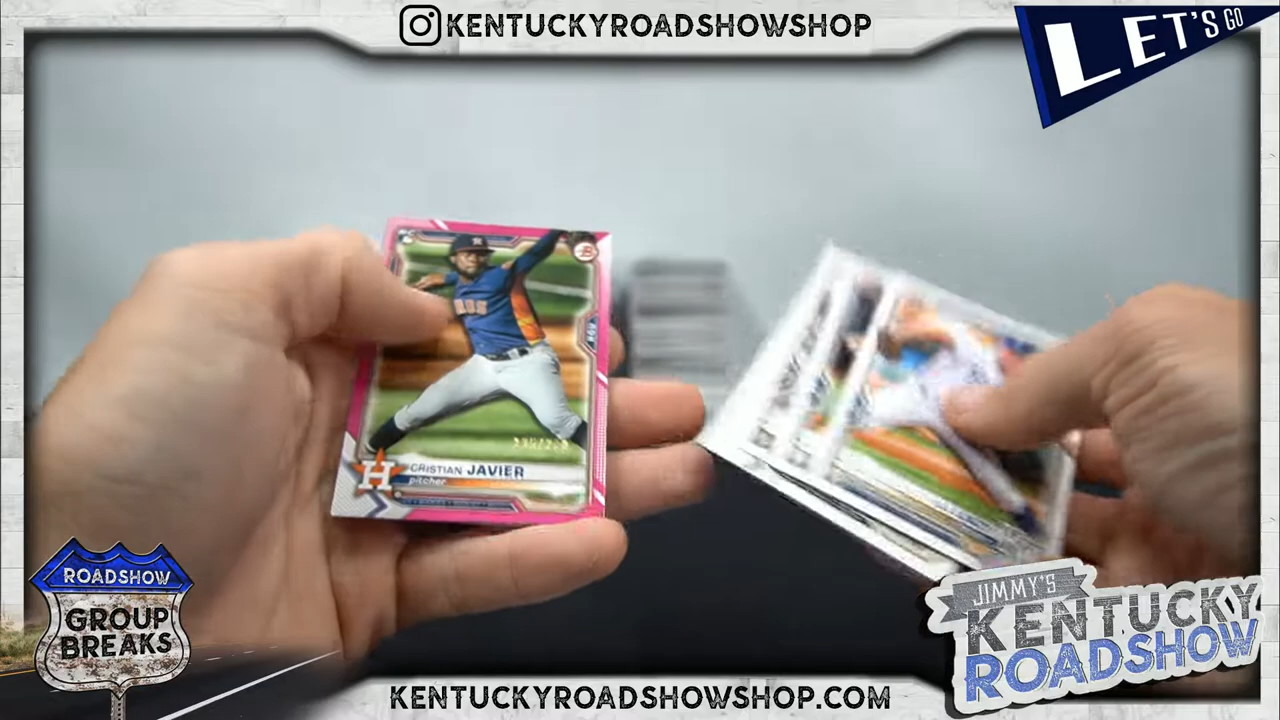 KENTUCKYROADSHOWSHOP
LET'S GO
CRISTIAN JAVIER
pitcher
H
ROADSHOW
GROUP
BREAKS
JIMMY'S
KENTUCKY
ROADSHOW
KENTUCKYROADSHOWSHOP.COM